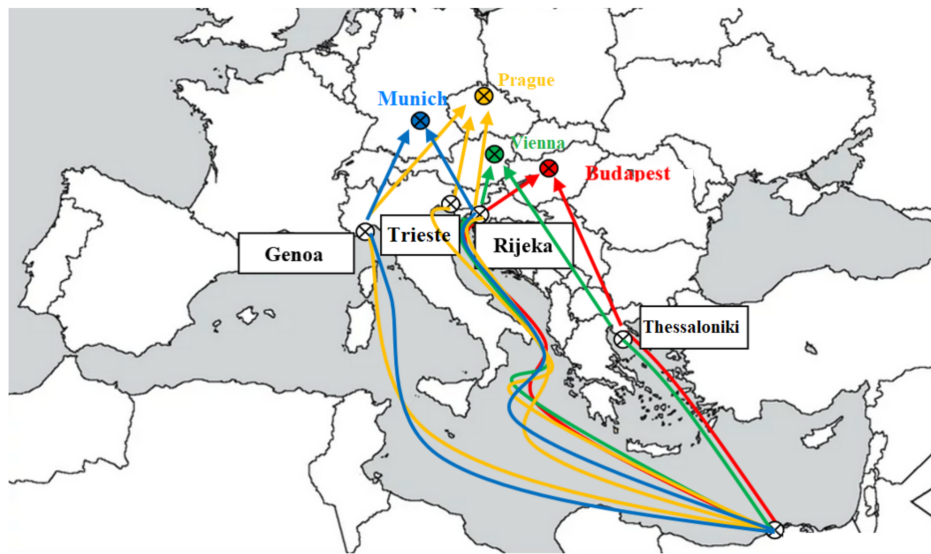 Prague
Munich
Vienna
Budapest
Trieste
Rijeka
Genoa
Thessaloniki